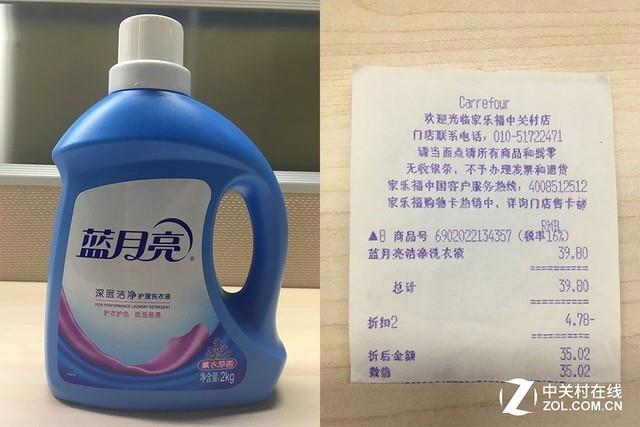 蓝月亮
深层洁净护理洗衣液
HIGH PERFORMANCE LAUNDRY DETERGENT
护衣护色 低泡易漂
薰衣草香
净含量:2kg
Carrefour
欢迎光临家乐福中关村店
门店联系电话,010-51722471
请当面点清所有商品和找零
无收银条,不予办理发票和退货
家乐福中国客户服务热线:4008512512
家乐福购物卡热销中,详询门店售卡处
RMB
▲8 商品号 6902022134357 (税率16%)
蓝月亮洁净洗衣液 39.80
==========
总计 39.80
==========
折扣2 4.78-
==========
折后金额 35.02
微信 35.02
中关村在线
ZOL.COM.CN